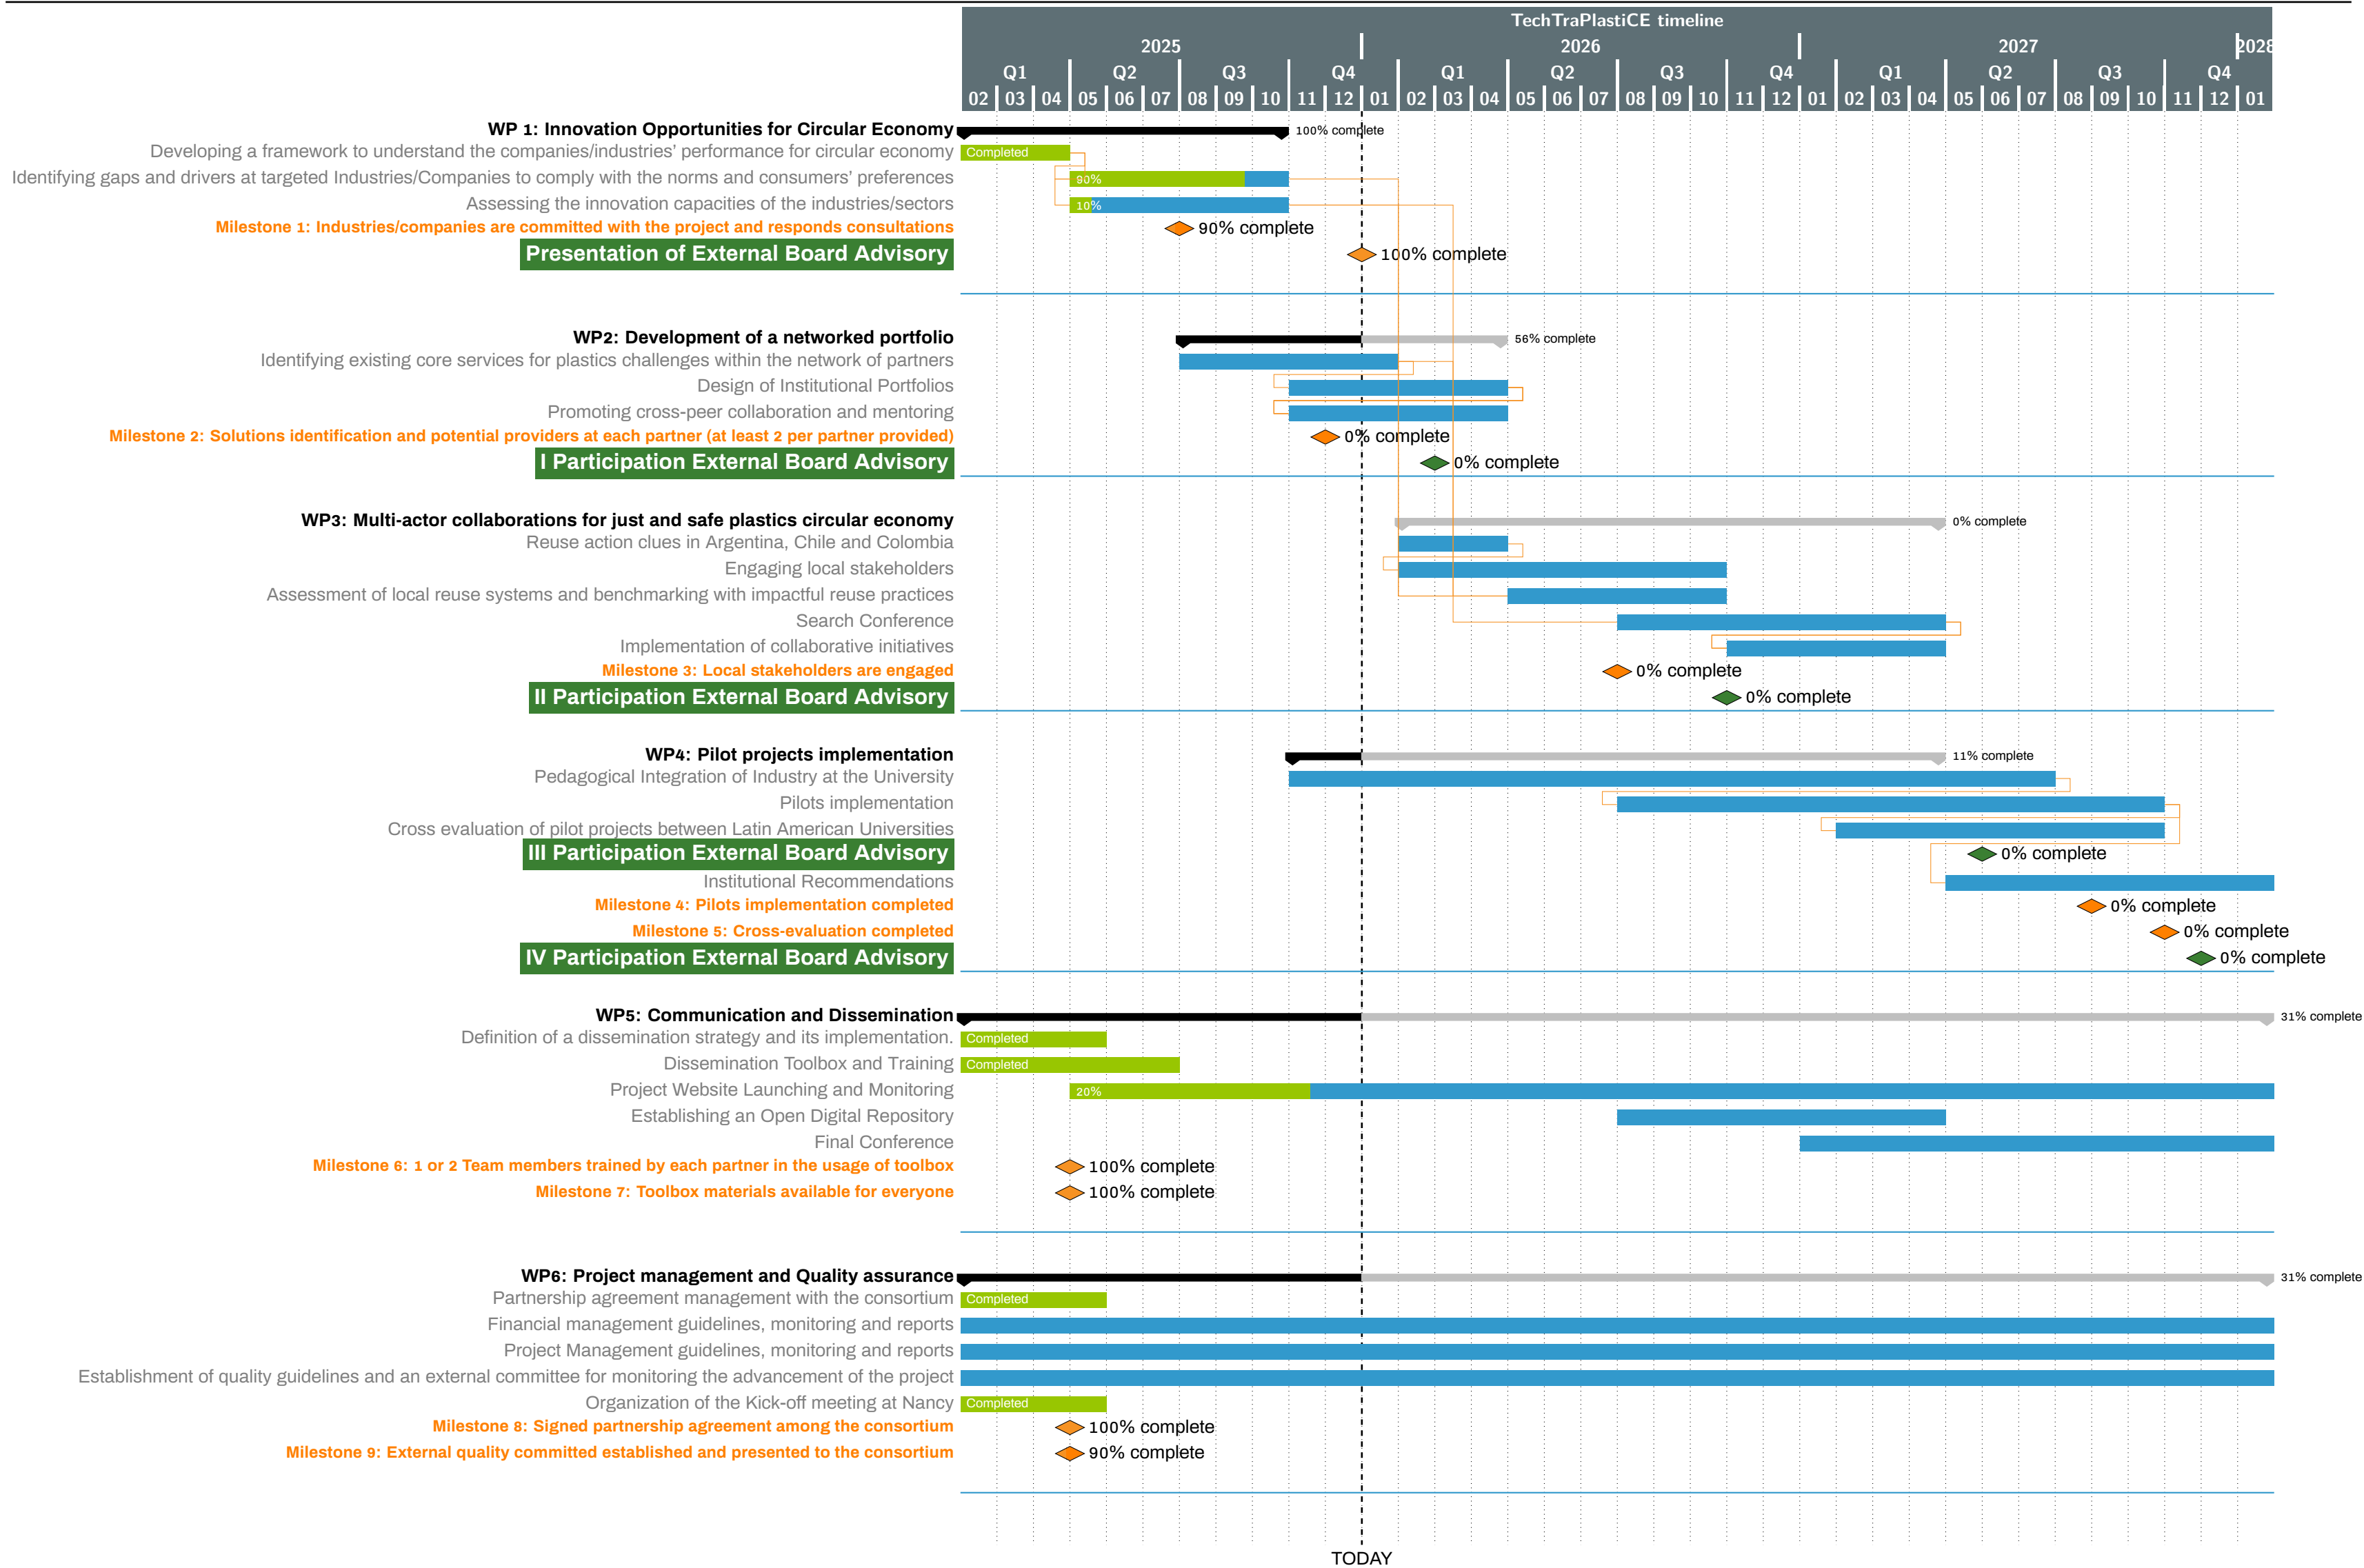 TechTraPlastiCE timeline
2025 2026 2027 2028
Q1 Q2 Q3 Q4 Q1 Q2 Q3 Q4 Q1 Q2 Q3 Q4
02 03 04 05 06 07 08 09 10 11 12 01 02 03 04 05 06 07 08 09 10 11 12 01 02 03 04 05 06 07 08 09 10 11 12 01
WP 1: Innovation Opportunities for Circular Economy 100% complete
Developing a framework to understand the companies/industries’ performance for circular economy Completed
Identifying gaps and drivers at targeted Industries/Companies to comply with the norms and consumers’ preferences 80%
Assessing the innovation capacities of the industries/sectors 10%
Milestone 1: Industries/companies are committed with the project and responds consultations 90% complete
Presentation of External Board Advisory 100% complete
WP2: Development of a networked portfolio 56% complete
Identifying existing core services for plastics challenges within the network of partners
Design of Institutional Portfolios
Promoting cross-peer collaboration and mentoring
Milestone 2: Solutions identification and potential providers at each partner (at least 2 per partner provided) 0% complete
I Participation External Board Advisory 0% complete
WP3: Multi-actor collaborations for just and safe plastics circular economy 0% complete
Reuse action clues in Argentina, Chile and Colombia
Engaging local stakeholders
Assessment of local reuse systems and benchmarking with impactful reuse practices
Search Conference
Implementation of collaborative initiatives
Milestone 3: Local stakeholders are engaged 0% complete
II Participation External Board Advisory 0% complete
WP4: Pilot projects implementation 11% complete
Pedagogical Integration of Industry at the University
Pilots implementation
Cross evaluation of pilot projects between Latin American Universities
III Participation External Board Advisory 0% complete
Institutional Recommendations
Milestone 4: Pilots implementation completed 0% complete
Milestone 5: Cross-evaluation completed 0% complete
IV Participation External Board Advisory 0% complete
WP5: Communication and Dissemination 31% complete
Definition of a dissemination strategy and its implementation. Completed
Dissemination Toolbox and Training Completed
Project Website Launching and Monitoring 20%
Establishing an Open Digital Repository
Final Conference
Milestone 6: 1 or 2 Team members trained by each partner in the usage of toolbox 100% complete
Milestone 7: Toolbox materials available for everyone 100% complete
WP6: Project management and Quality assurance 31% complete
Partnership agreement management with the consortium Completed
Financial management guidelines, monitoring and reports
Project Management guidelines, monitoring and reports
Establishment of quality guidelines and an external committee for monitoring the advancement of the project
Organization of the Kick-off meeting at Nancy Completed
Milestone 8: Signed partnership agreement among the consortium 100% complete
Milestone 9: External quality committed established and presented to the consortium 90% complete
TODAY